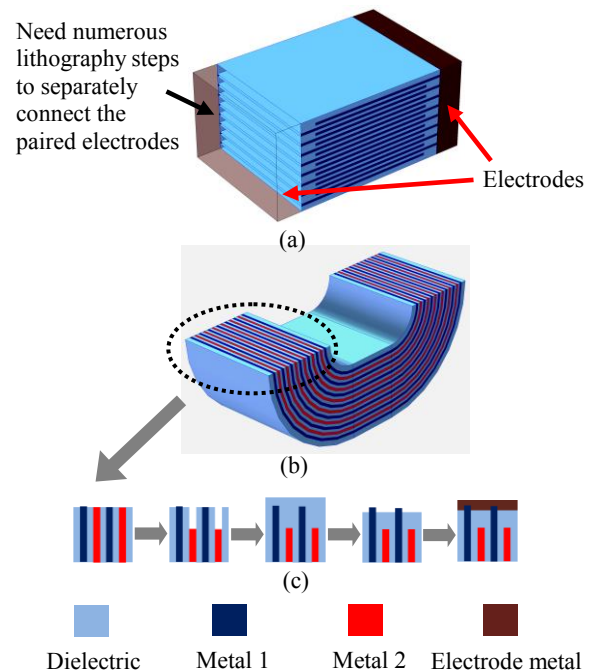 Need numerous
lithography steps
to separately
connect the
paired electrodes
Electrodes
(a)
(b)
(c)
Dielectric Metal 1 Metal 2 Electrode metal